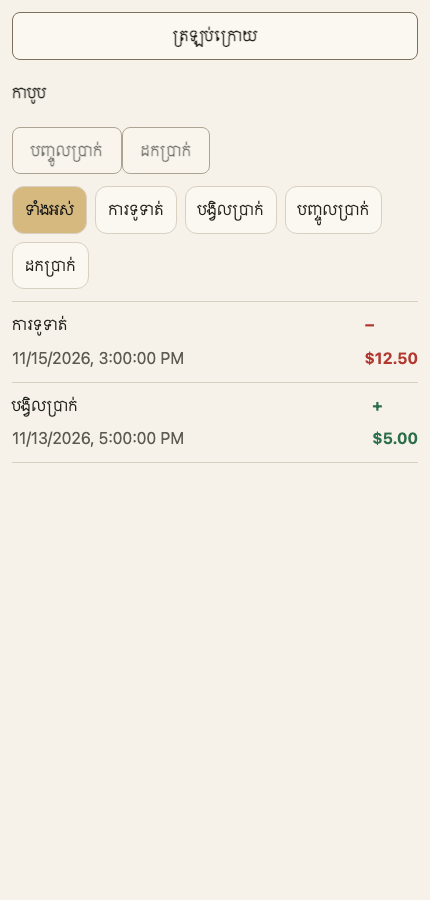 ត្រឡប់ក្រោយ
កាបូប
បញ្ចូលប្រាក់ ដកប្រាក់
ទាំងអស់ ការទូទាត់ បង្វិលប្រាក់ បញ្ចូលប្រាក់
ដកប្រាក់
ការទូទាត់ −
11/15/2026, 3:00:00 PM $12.50
បង្វិលប្រាក់ +
11/13/2026, 5:00:00 PM $5.00